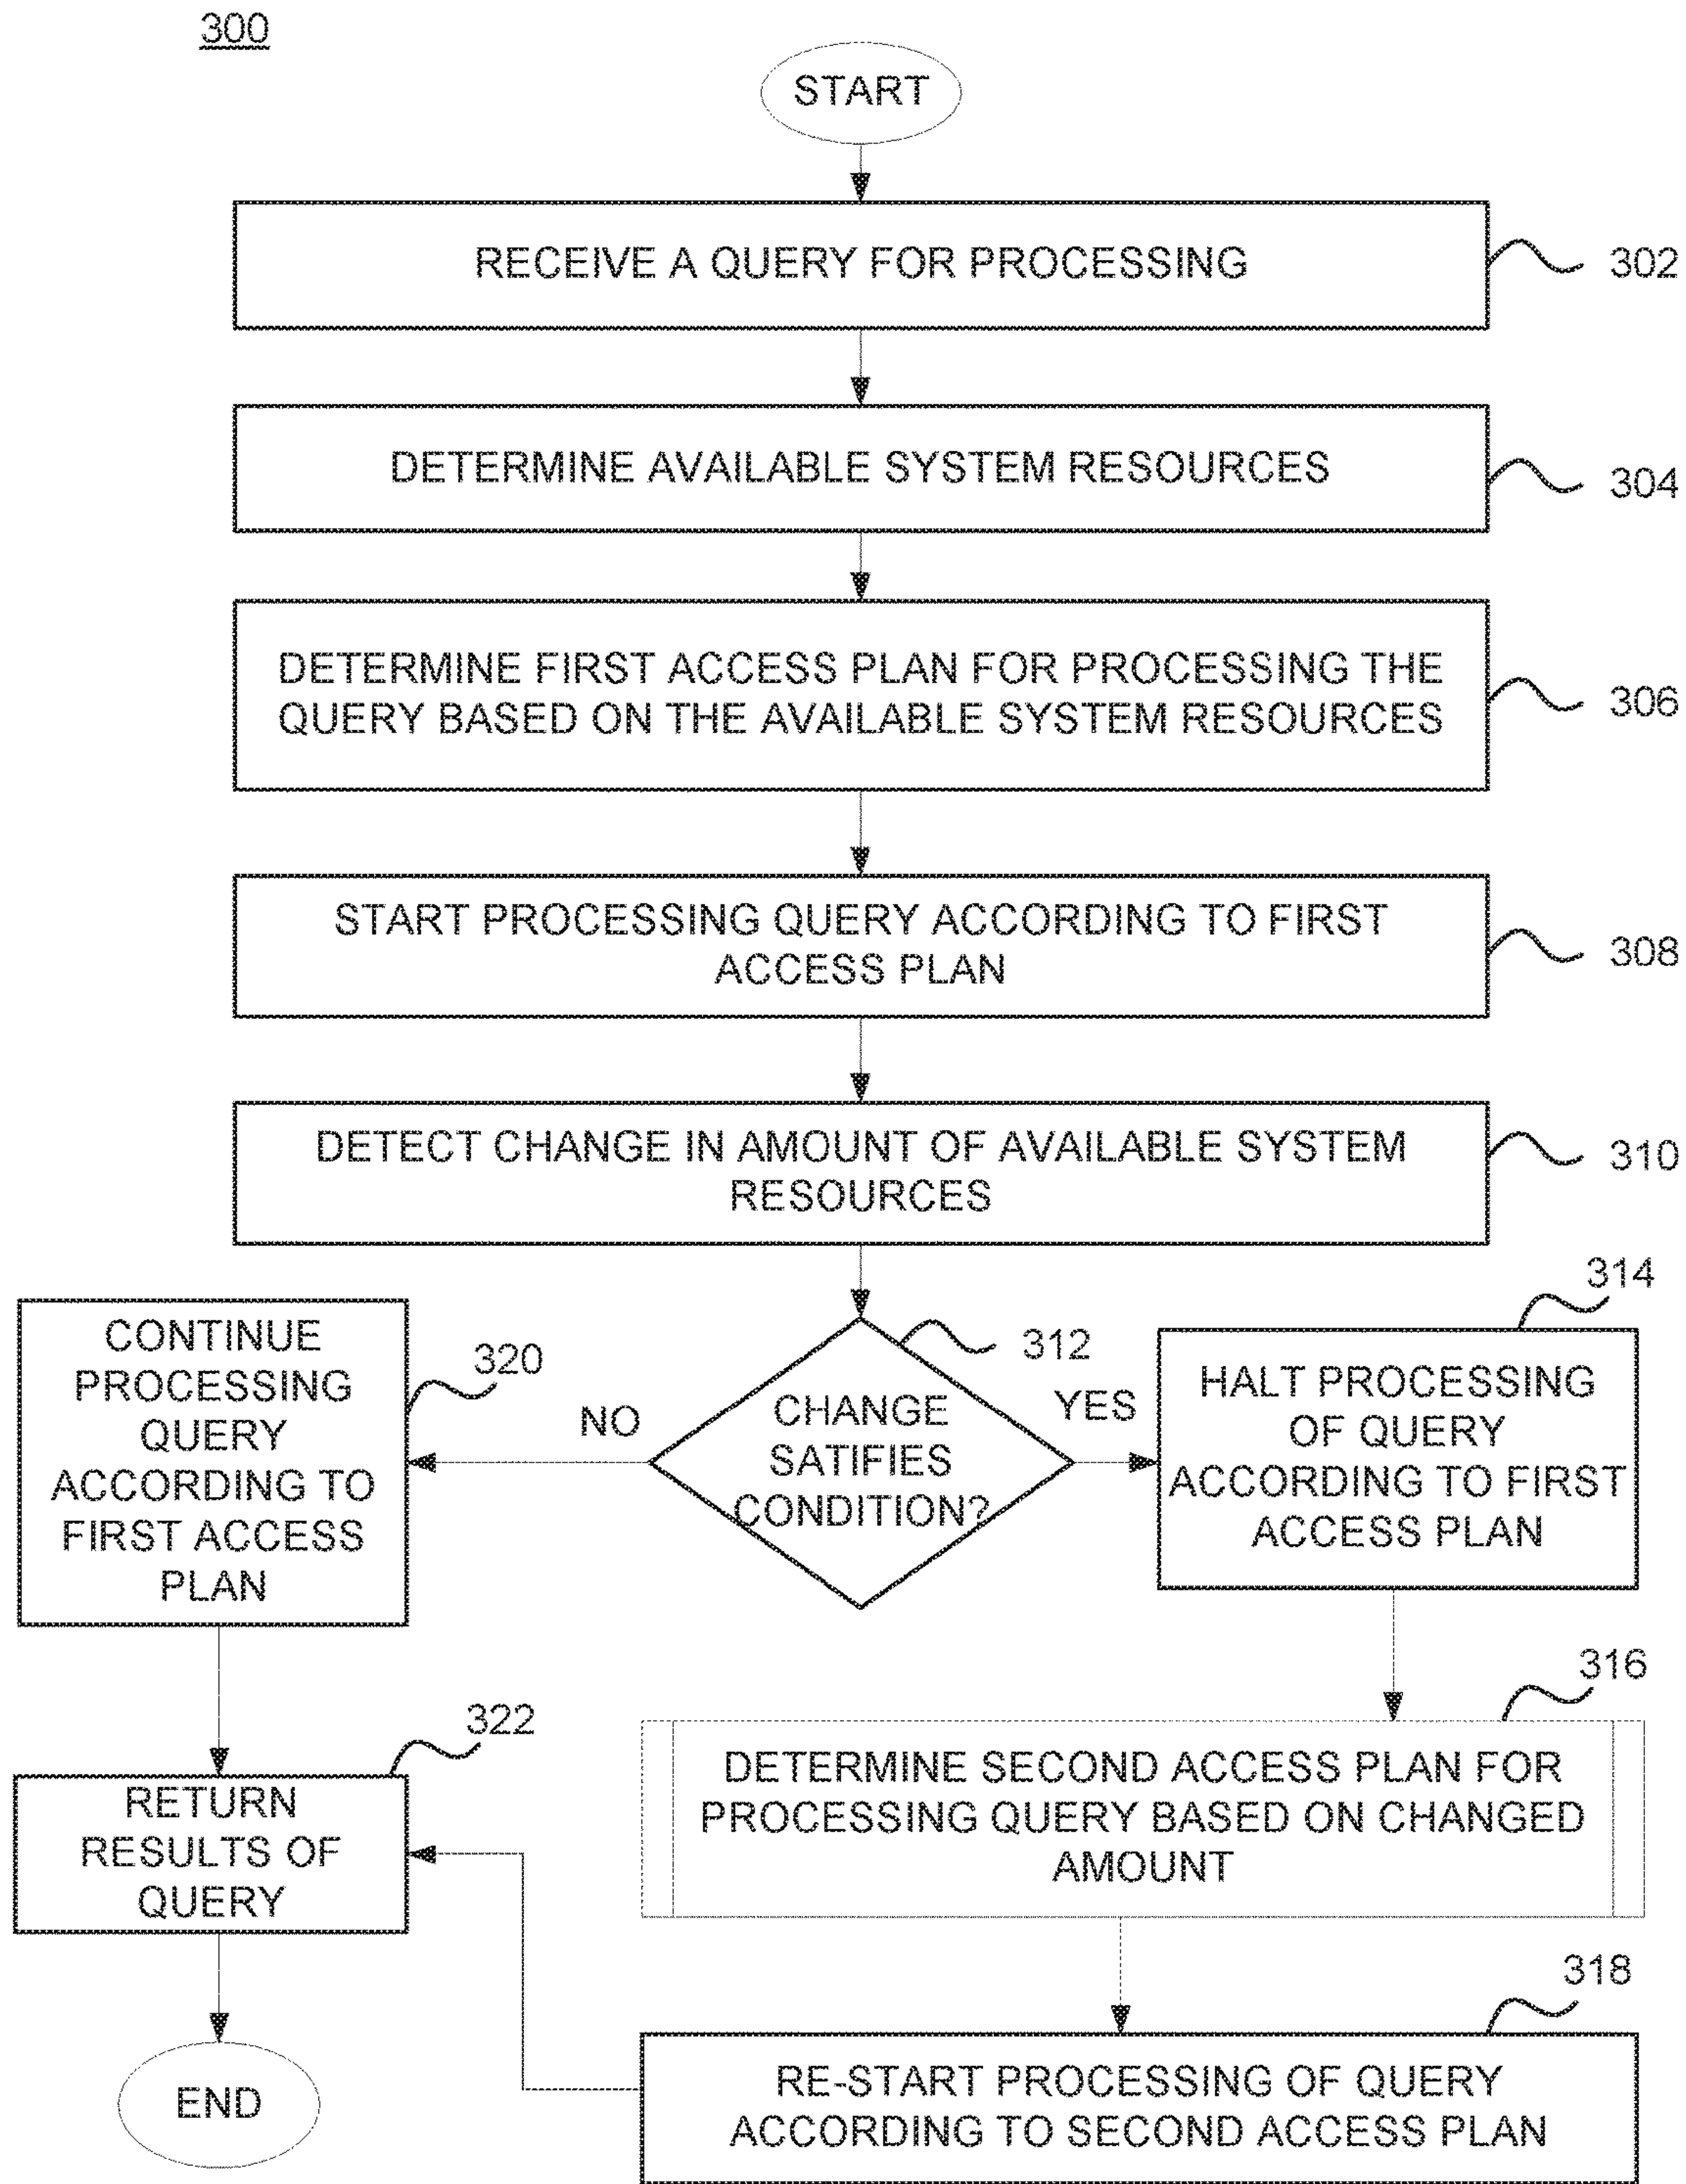 300
START
RECEIVE A QUERY FOR PROCESSING
302
DETERMINE AVAILABLE SYSTEM RESOURCES
304
DETERMINE FIRST ACCESS PLAN FOR PROCESSING THE
QUERY BASED ON THE AVAILABLE SYSTEM RESOURCES
306
START PROCESSING QUERY ACCORDING TO FIRST
ACCESS PLAN
308
DETECT CHANGE IN AMOUNT OF AVAILABLE SYSTEM
RESOURCES
310
312
CHANGE
SATIFIES
CONDITION?
NO
YES
CONTINUE
PROCESSING
QUERY
ACCORDING TO
FIRST ACCESS
PLAN
320
314
HALT PROCESSING
OF QUERY
ACCORDING TO FIRST
ACCESS PLAN
316
DETERMINE SECOND ACCESS PLAN FOR
PROCESSING QUERY BASED ON CHANGED
AMOUNT
318
RE-START PROCESSING OF QUERY
ACCORDING TO SECOND ACCESS PLAN
322
RETURN
RESULTS OF
QUERY
END